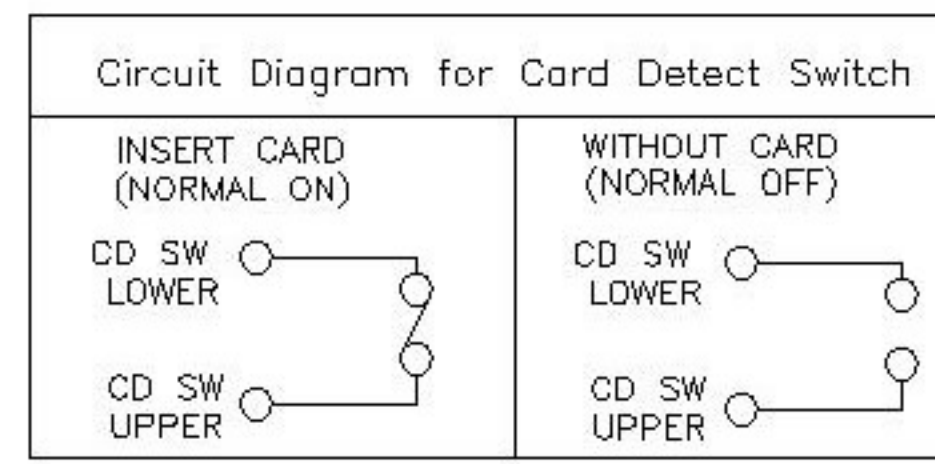 Circuit Diagram for Card Detect Switch
INSERT CARD
(NORMAL ON)
CD SW
LOWER
CD SW
UPPER
WITHOUT CARD
(NORMAL OFF)
CD SW
LOWER
CD SW
UPPER